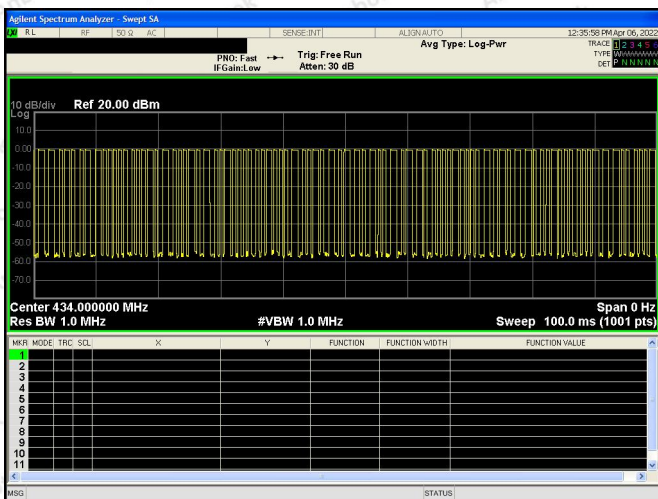 Agilent Spectrum Analyzer - Swept SA
LXI RL RF 50 Ω AC SENSE:INT ALIGN AUTO 12:35:58 PM Apr 06, 2022
Avg Type: Log-Pwr TRACE 1 2 3 4 5 6
PNO: Fast Trig: Free Run TYPE
IFGain:Low Atten: 30 dB DET P N N N N N
10 dB/div Ref 20.00 dBm
Log
10.0
0.00
-10.0
-20.0
-30.0
-40.0
-50.0
-60.0
-70.0
Center 434.000000 MHz Span 0 Hz
Res BW 1.0 MHz #VBW 1.0 MHz Sweep 100.0 ms (1001 pts)
MKR MODE TRC SCL X Y FUNCTION FUNCTION WIDTH FUNCTION VALUE
1
2
3
4
5
6
7
8
9
10
11
MSG STATUS